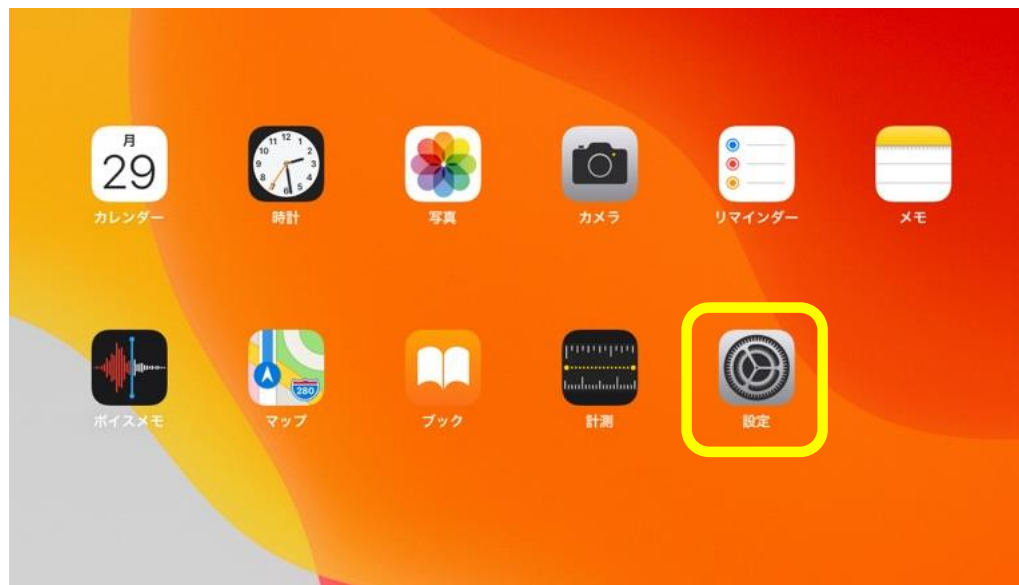 月
29
カレンダー
時計
写真
カメラ
リマインダー
メモ
ボイスメモ
280
マップ
ブック
計測
設定